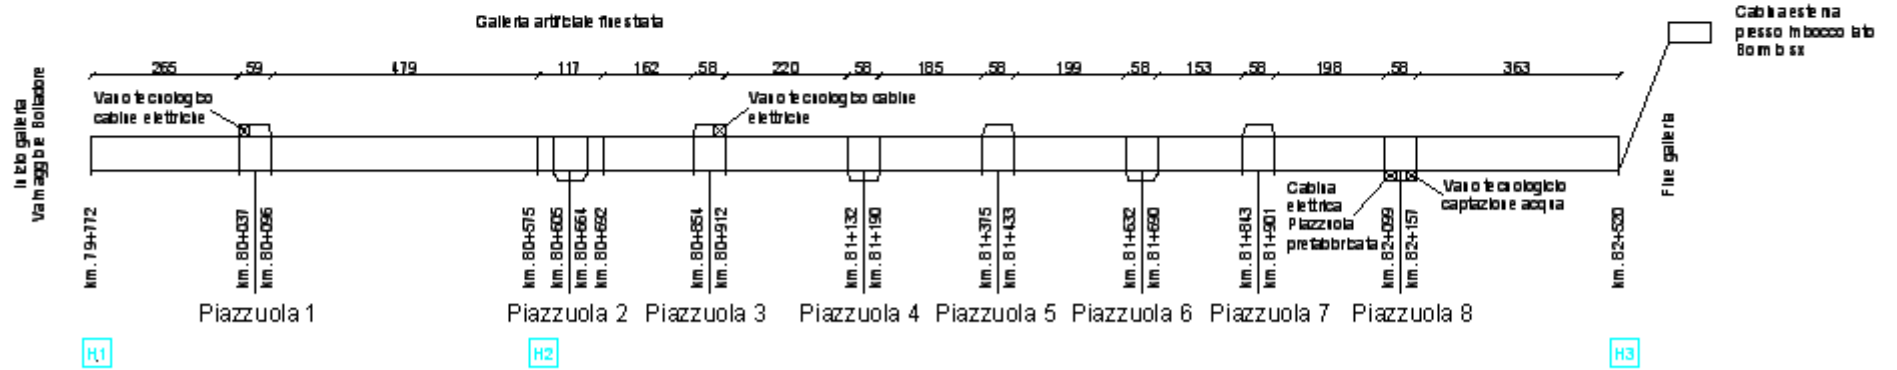 Galleria artificiale finestrata
Cabina esterna
presso imbocco lato
Bormio sx
265 59 479 117 162 58 220 58 185 58 199 58 153 58 198 58 363
Inizio galleria
Valmaggiore Bolladore
Vano tecnologico
cabine elettriche
Vano tecnologico cabine
elettriche
Fine galleria
Cabina
elettrica
Piazzuola
prefabbricata
Vano tecnologicio
captazione acqua
km. 79+772
km. 80+037
km. 80+096
km. 80+575
km. 80+605
km. 80+664
km. 80+692
km. 80+854
km. 80+912
km. 81+132
km. 81+190
km. 81+375
km. 81+433
km. 81+632
km. 81+690
km. 81+843
km. 81+901
km. 82+099
km. 82+157
km. 82+520
Piazzuola 1
Piazzuola 2
Piazzuola 3
Piazzuola 4
Piazzuola 5
Piazzuola 6
Piazzuola 7
Piazzuola 8
H1
H2
H3